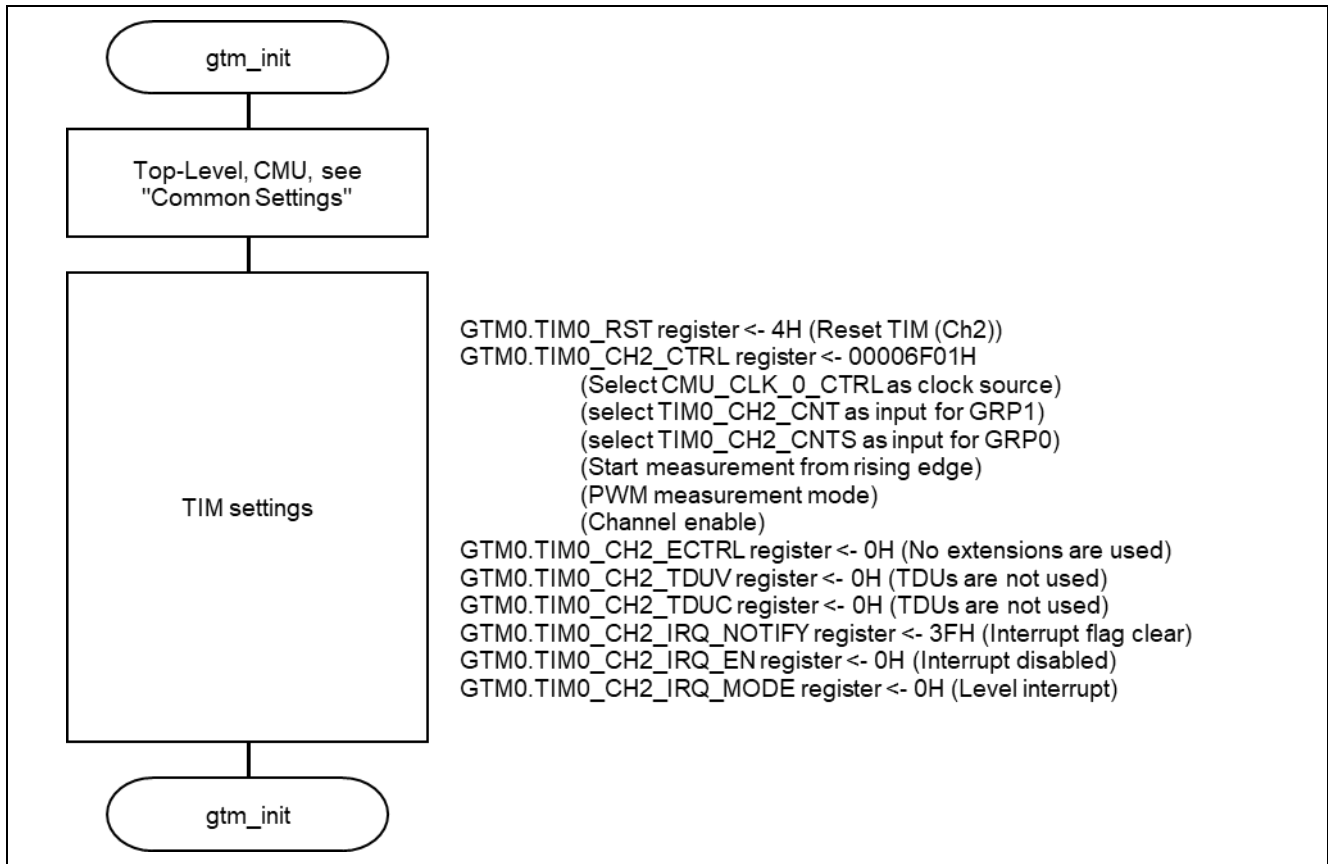 gtm_init
Top-Level, CMU, see
"Common Settings"
TIM settings
GTM0.TIM0_RST register <- 4H (Reset TIM (Ch2))
GTM0.TIM0_CH2_CTRL register <- 00006F01H
(Select CMU_CLK_0_CTRL as clock source)
(select TIM0_CH2_CNT as input for GRP1)
(select TIM0_CH2_CNTS as input for GRP0)
(Start measurement from rising edge)
(PWM measurement mode)
(Channel enable)
GTM0.TIM0_CH2_ECTRL register <- 0H (No extensions are used)
GTM0.TIM0_CH2_TDUV register <- 0H (TDUs are not used)
GTM0.TIM0_CH2_TDUC register <- 0H (TDUs are not used)
GTM0.TIM0_CH2_IRQ_NOTIFY register <- 3FH (Interrupt flag clear)
GTM0.TIM0_CH2_IRQ_EN register <- 0H (Interrupt disabled)
GTM0.TIM0_CH2_IRQ_MODE register <- 0H (Level interrupt)
gtm_init